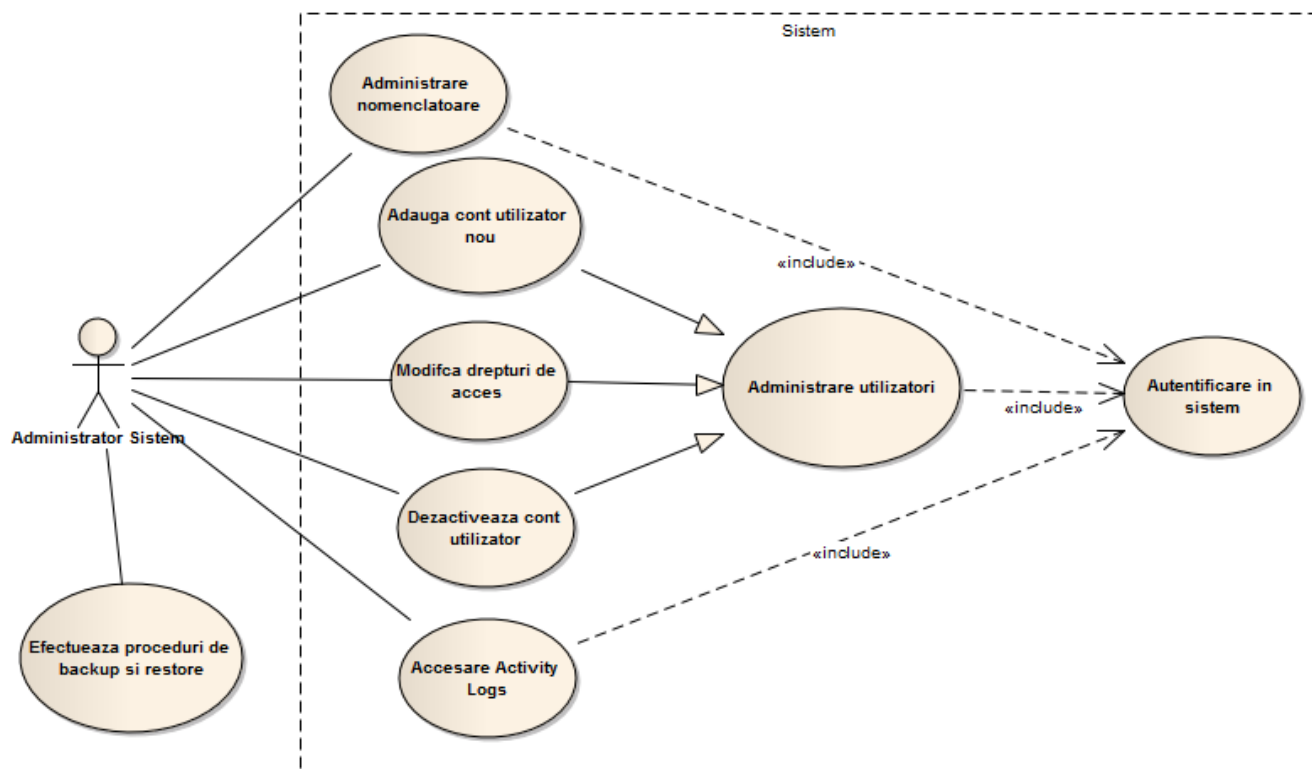 Sistem
Administrare
nomenclatoare
Adauga cont utilizator
nou
«include»
Modifca drepturi de
acces
Administrare utilizatori
«include»
Autentificare in
sistem
Administrator Sistem
Dezactiveaza cont
utilizator
«include»
Efectueaza proceduri de
backup si restore
Accesare Activity
Logs